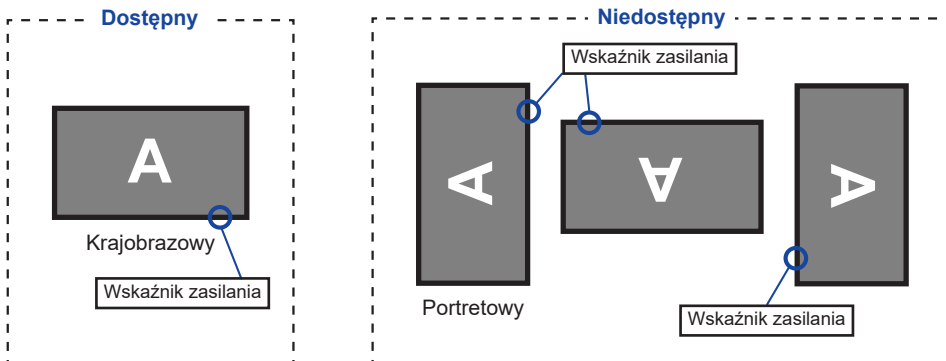 Dostępny
A
Krajobrazowy
Wskaźnik zasilania
Niedostępny
Wskaźnik zasilania
A
A
A
Portretowy
Wskaźnik zasilania